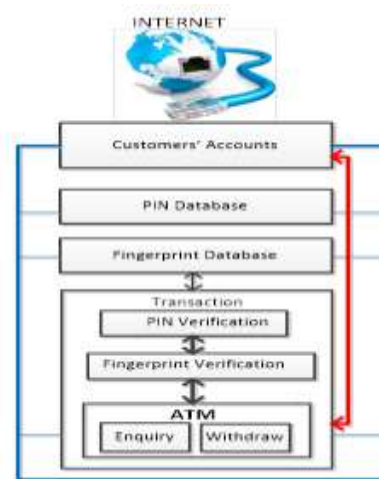 INTERNET
Customers' Accounts
PIN Database
Fingerprint Database
Transaction
PIN Verification
Fingerprint Verification
ATM
Enquiry Withdraw